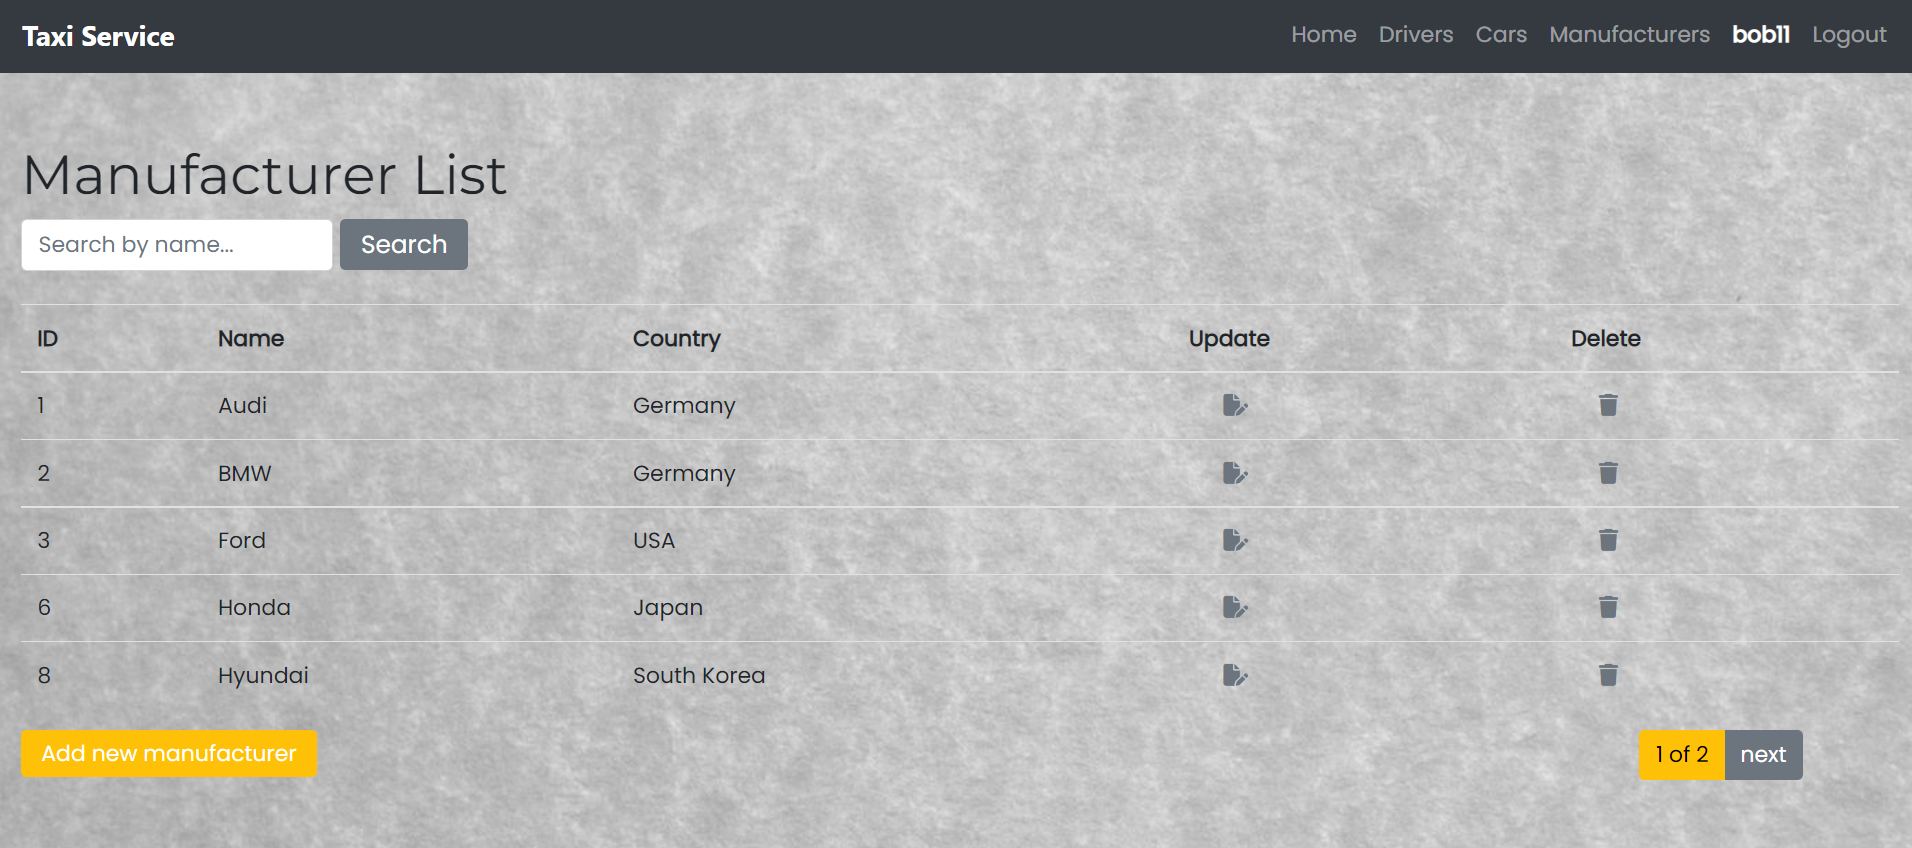 Taxi Service Home Drivers Cars Manufacturers bob11 Logout
Manufacturer List
Search by name... Search
ID Name Country Update Delete
1 Audi Germany
2 BMW Germany
3 Ford USA
6 Honda Japan
8 Hyundai South Korea
Add new manufacturer 1 of 2 next